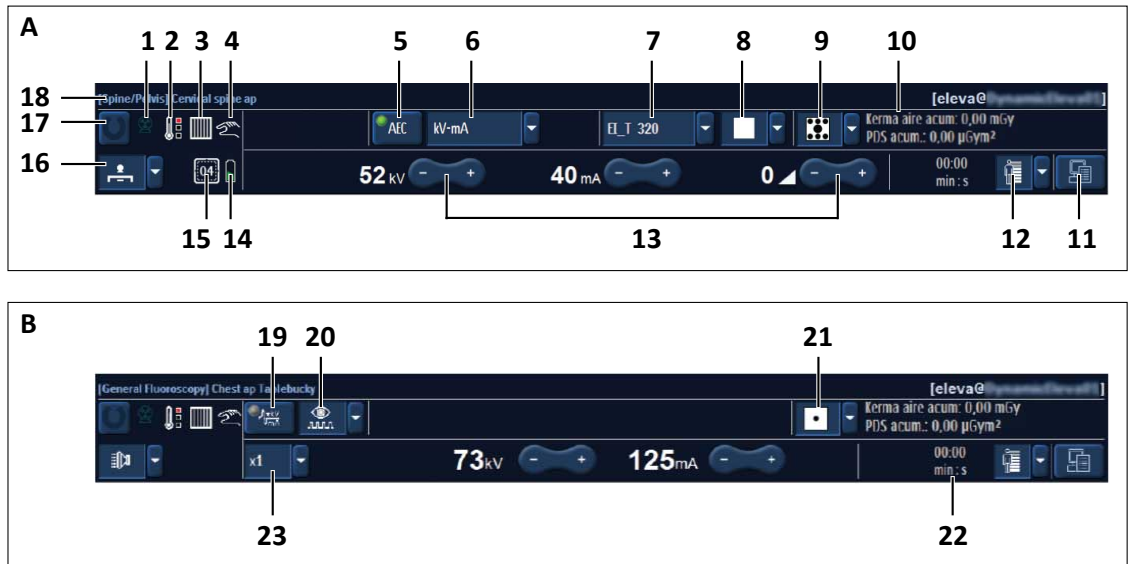 A
1 2 3 4 5 6 7 8 9 10
18 [Spine/Pelvis] Cervical spine ap [eleva@ ]
17 AEC kV-mA EI_T 320 Kerma aire acum: 0,00 mGy
PDS acum.: 0,00 µGym²
16 04 52 kV - + 40 mA - + 0 - + 00:00
min : s
15 14 13 12 11
B
19 20 21
[General Fluoroscopy] Chest ap Tablebucky [eleva@ ]
Kerma aire acum: 0,00 mGy
PDS acum.: 0,00 µGym²
x1 73kV - + 125mA - + 00:00
min : s
23 22